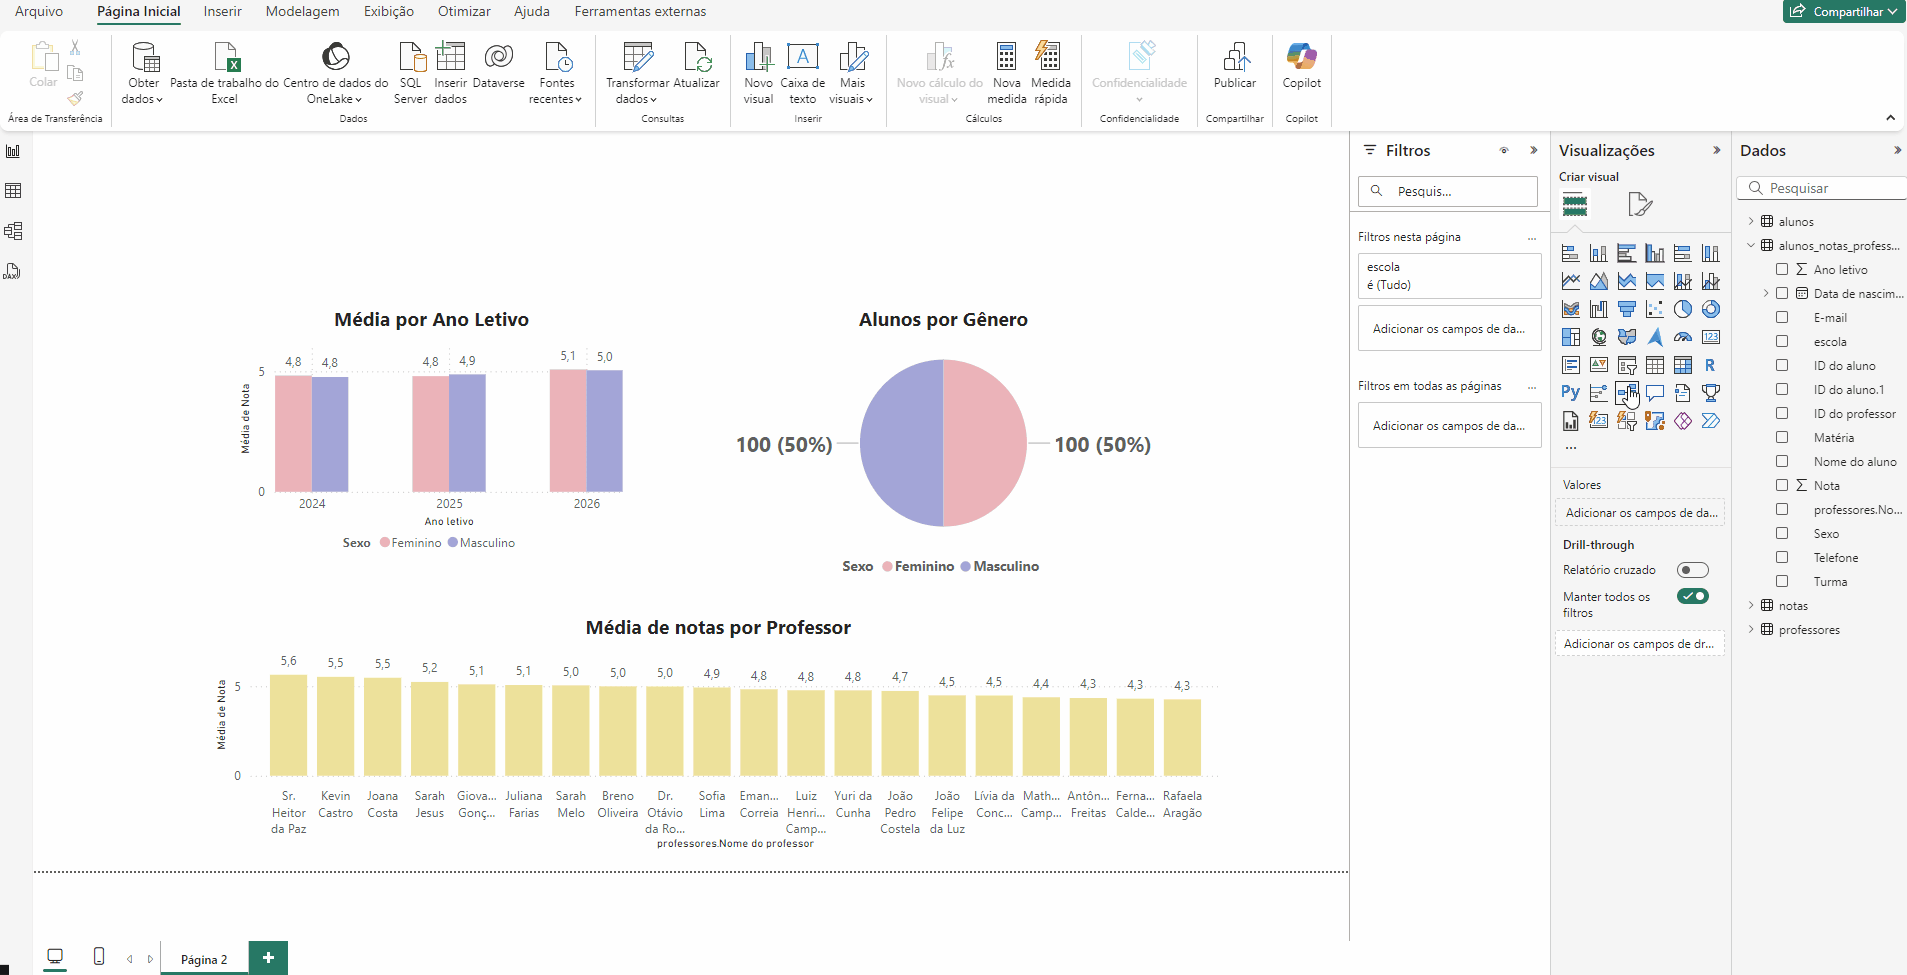 Arquivo Página Inicial Inserir Modelagem Exibição Otimizar Ajuda Ferramentas externas Compartilhar
Colar
Área de Transferência
Obter
dados
Pasta de trabalho do
Excel
Centro de dados do
OneLake
SQL
Server
Inserir
dados
Dataverse
Fontes
recentes
Dados
Transformar
dados
Atualizar
Consultas
Novo
visual
Caixa de
texto
Mais
visuais
Inserir
Novo cálculo do
visual
Nova
medida
Medida
rápida
Cálculos
Confidencialidade
Confidencialidade
Publicar
Compartilhar
Copilot
Copilot
DAX
Média por Ano Letivo
Média de Nota
5
0
4,8 4,8 4,8 4,9 5,1 5,0
2024 2025 2026
Ano letivo
Sexo Feminino Masculino
Alunos por Gênero
100 (50%) 100 (50%)
Sexo Feminino Masculino
Média de notas por Professor
Média de Nota
5
0
5,6 5,5 5,5 5,2 5,1 5,1 5,0 5,0 5,0 4,9 4,8 4,8 4,8 4,7 4,5 4,5 4,4 4,3 4,3 4,3
Sr.
Heitor
da Paz
Kevin
Castro
Joana
Costa
Sarah
Jesus
Giova...
Gonç...
Juliana
Farias
Sarah
Melo
Breno
Oliveira
Dr.
Otávio
da Ro...
Sofia
Lima
Eman...
Correia
Luiz
Henri...
Camp...
Yuri da
Cunha
João
Pedro
Costela
João
Felipe
da Luz
Lívia da
Conc...
Math...
Camp...
Antôn...
Freitas
Ferna...
Calde...
Rafaela
Aragão
professores.Nome do professor
Página 2
+
Filtros
Pesquis...
Filtros nesta página ...
escola
é (Tudo)
Adicionar os campos de da...
Filtros em todas as páginas ...
Adicionar os campos de da...
Visualizações
Criar visual
123
R
Py
123
...
Valores
Adicionar os campos de da...
Drill-through
Relatório cruzado
Manter todos os
filtros
Adicionar os campos de dr...
Dados
Pesquisar
alunos
alunos_notas_profess...
Ano letivo
Data de nascim...
E-mail
escola
ID do aluno
ID do aluno.1
ID do professor
Matéria
Nome do aluno
Nota
professores.No...
Sexo
Telefone
Turma
notas
professores